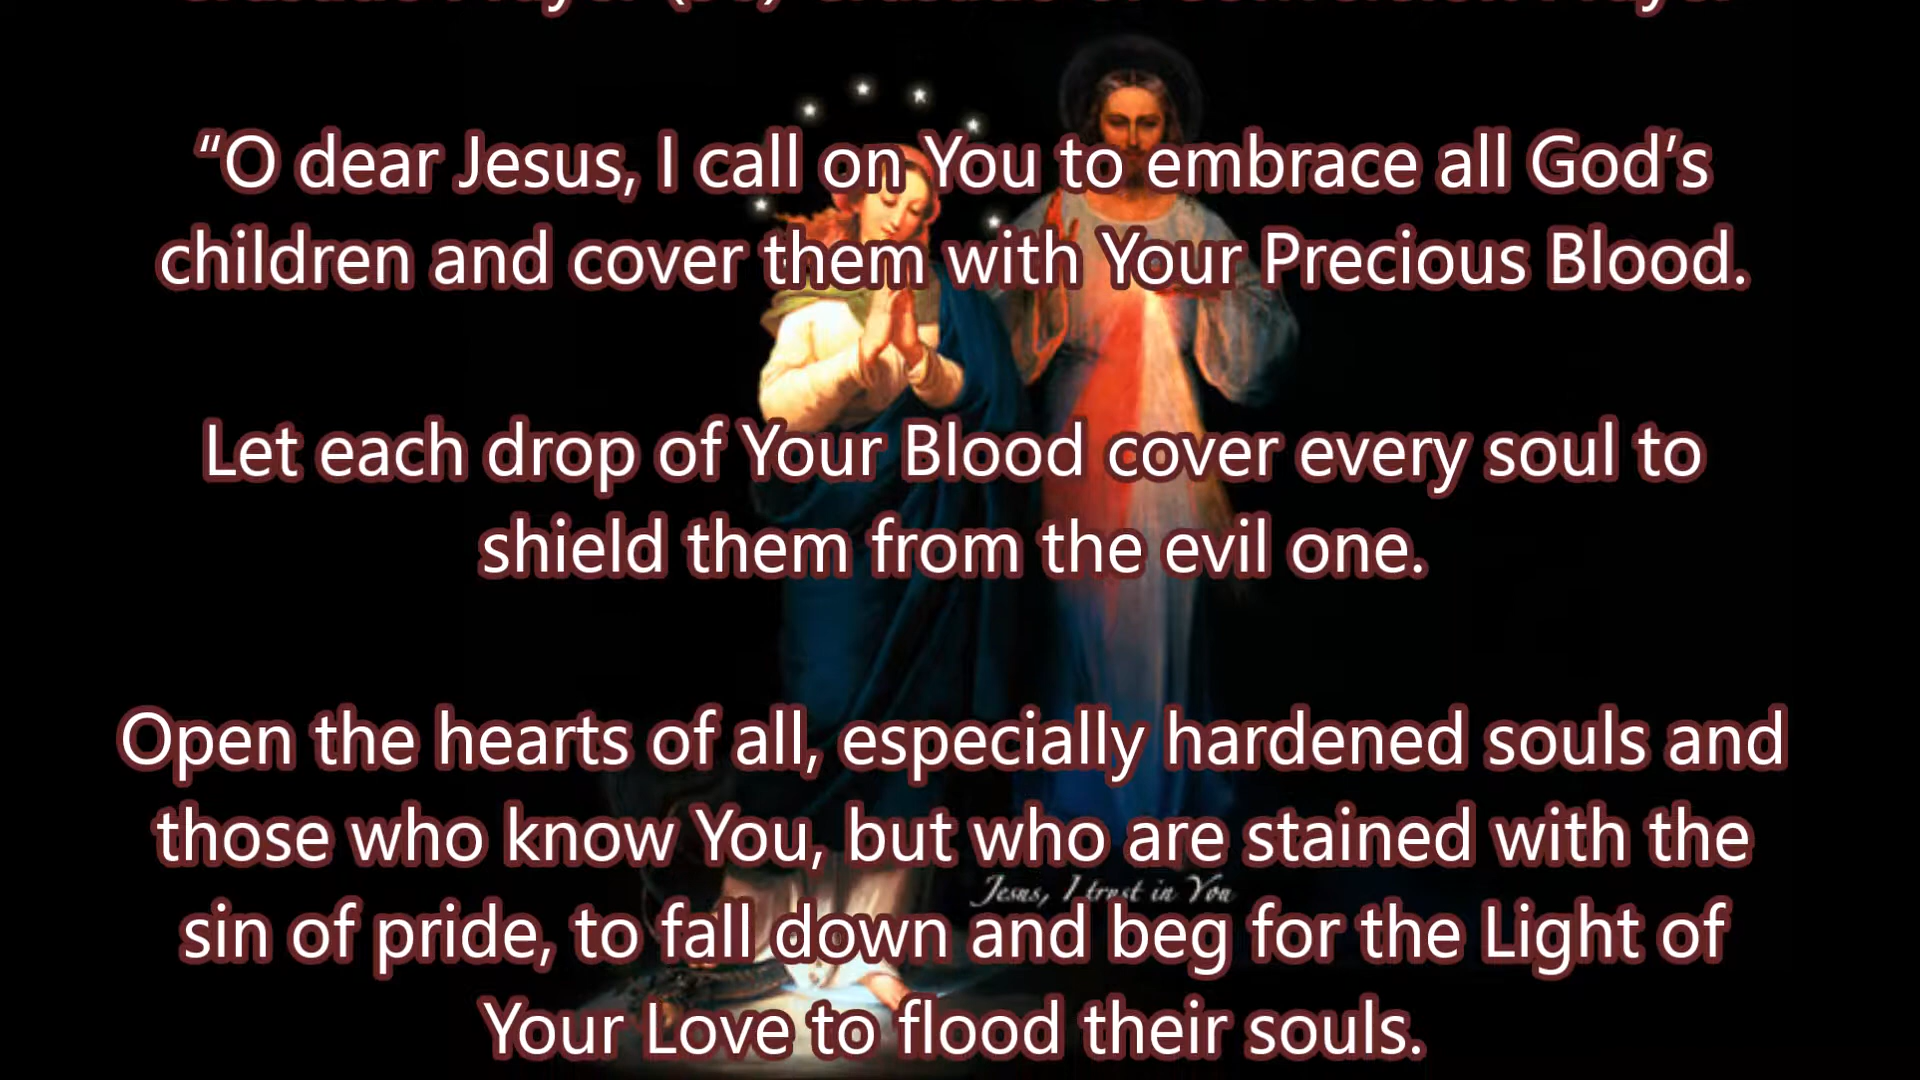 “O dear Jesus, I call on You to embrace all God’s
children and cover them with Your Precious Blood.
Let each drop of Your Blood cover every soul to
shield them from the evil one.
Open the hearts of all, especially hardened souls and
those who know You, but who are stained with the
Jesus, I trust in You
sin of pride, to fall down and beg for the Light of
Your Love to flood their souls.